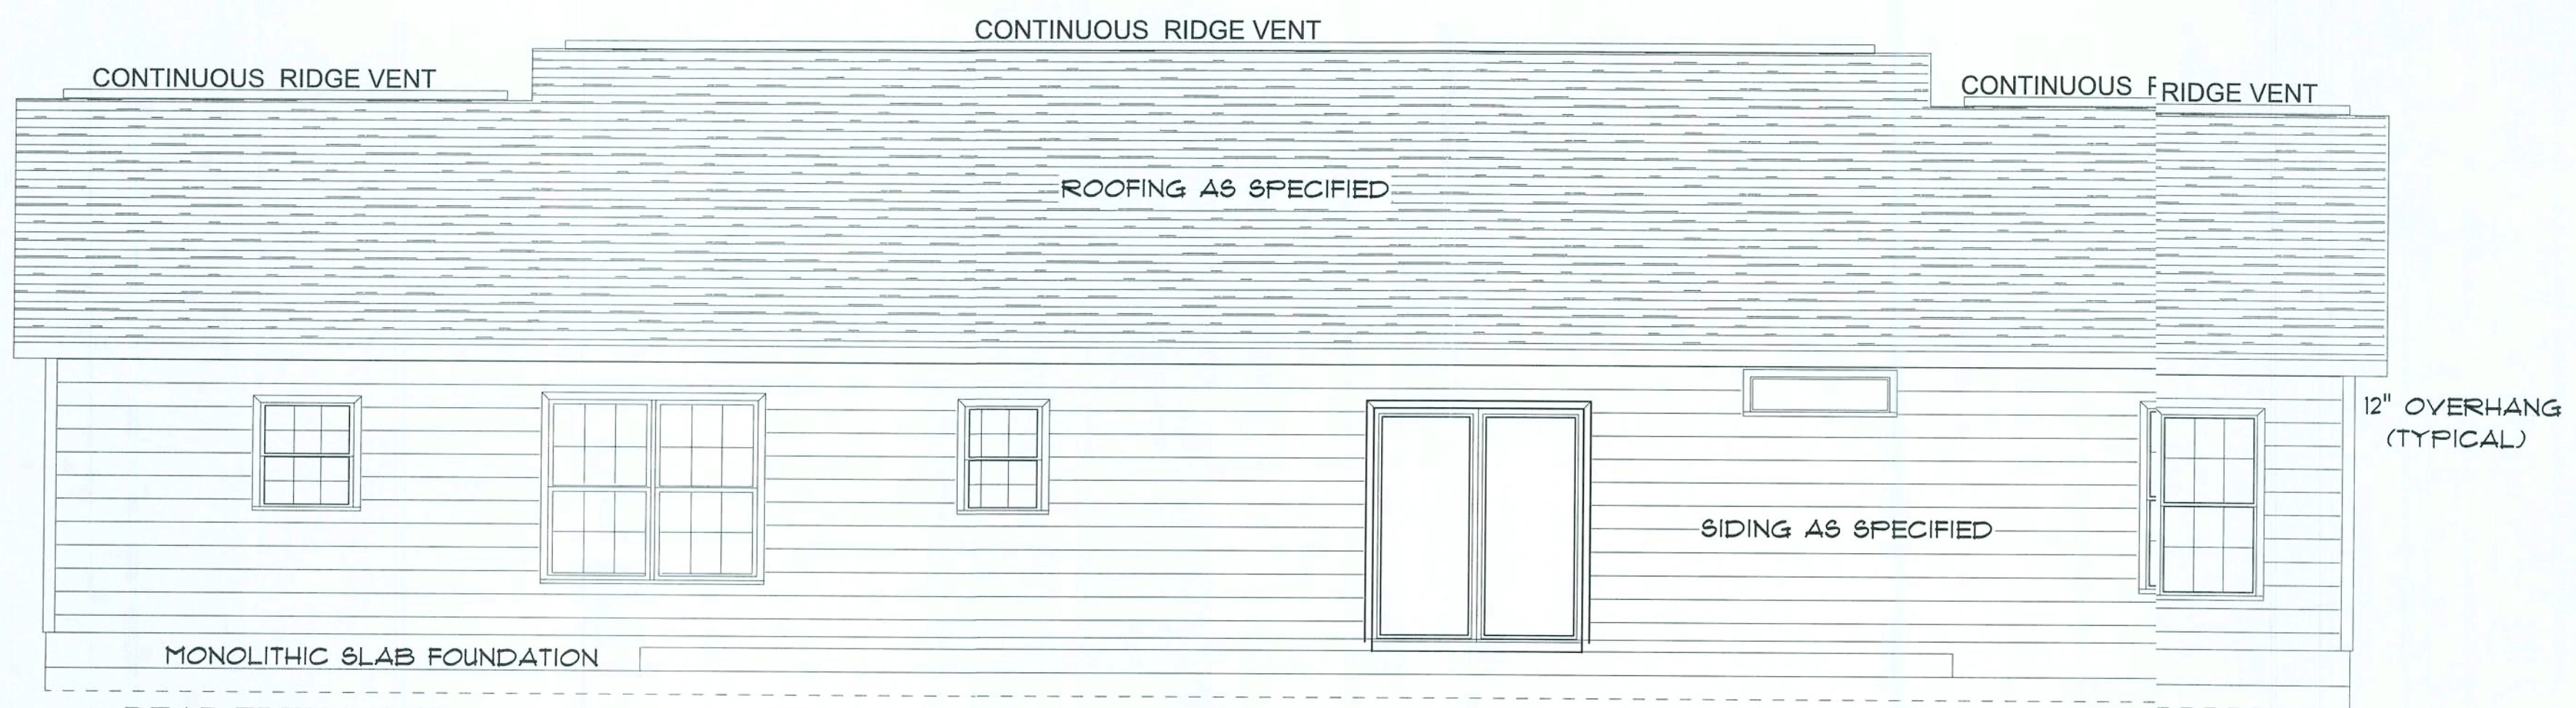 CONTINUOUS RIDGE VENT
CONTINUOUS RIDGE VENT
CONTINUOUS RIDGE VENT
ROOFING AS SPECIFIED
12" OVERHANG
(TYPICAL)
SIDING AS SPECIFIED
MONOLITHIC SLAB FOUNDATION